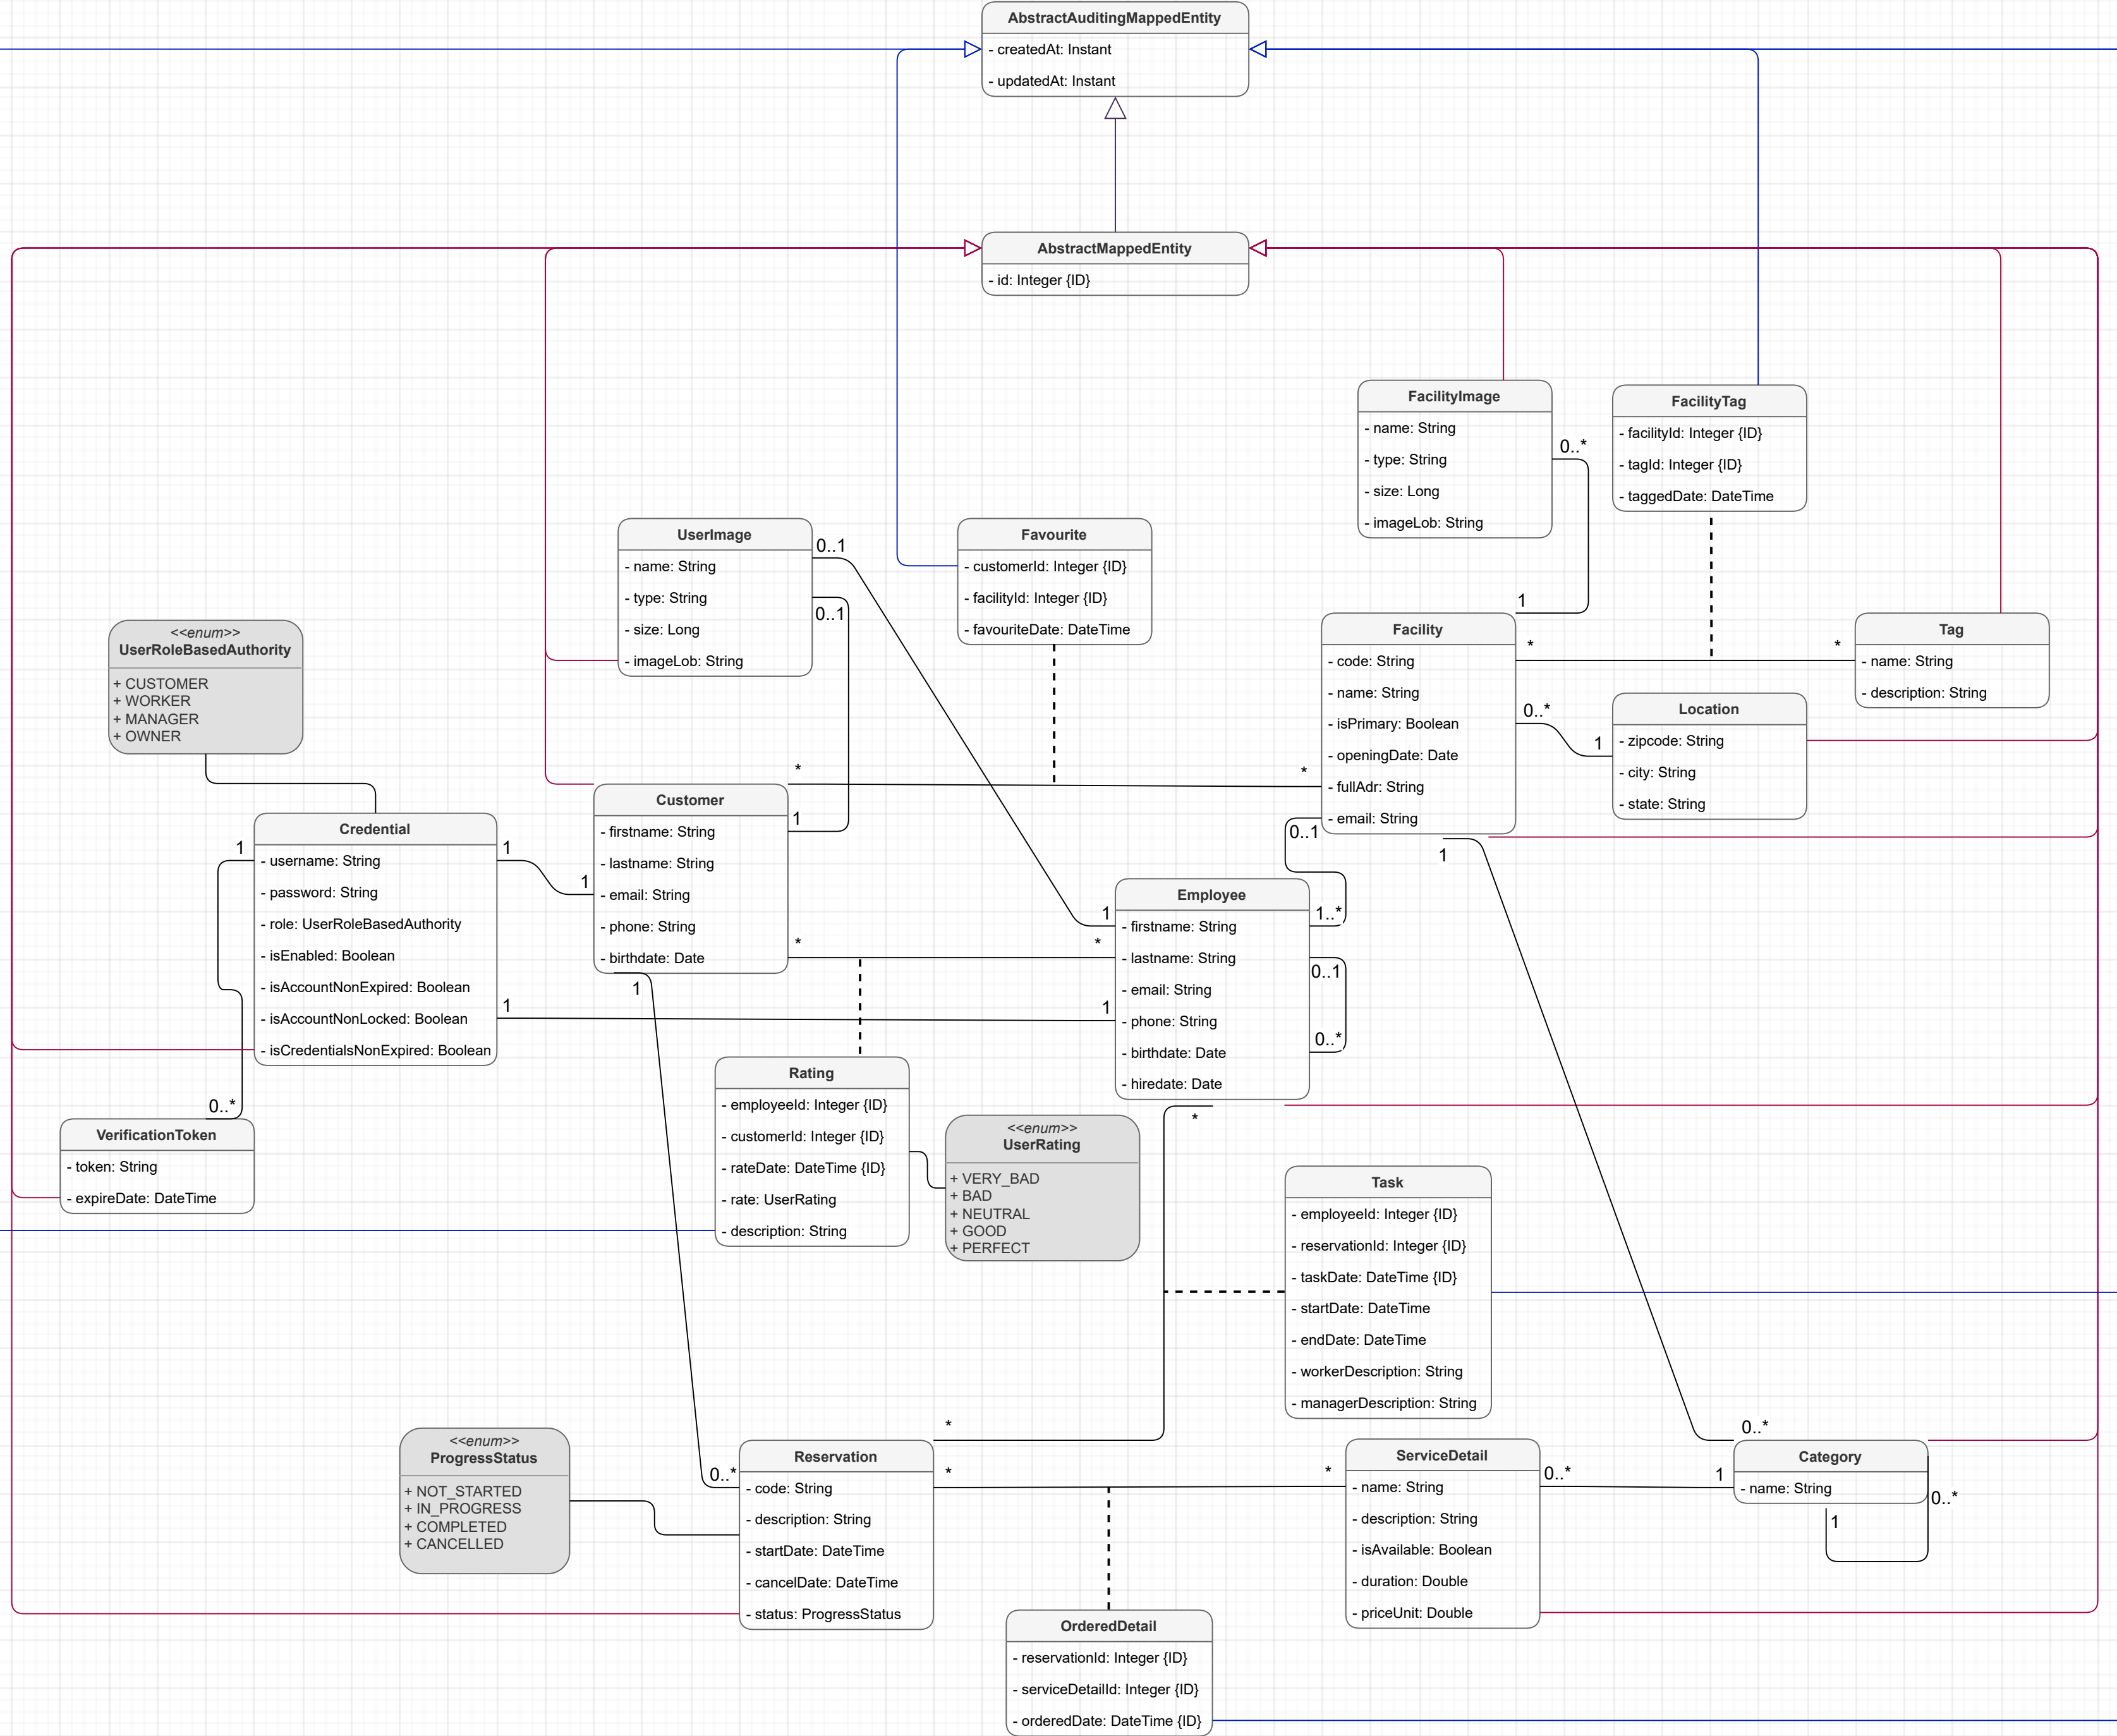 AbstractAuditingMappedEntity
- createdAt: Instant
- updatedAt: Instant
AbstractMappedEntity
- id: Integer {ID}
FacilityImage
- name: String
- type: String
- size: Long
- imageLob: String
0..*
1
FacilityTag
- facilityId: Integer {ID}
- tagId: Integer {ID}
- taggedDate: DateTime
UserImage
- name: String
- type: String
- size: Long
- imageLob: String
0..1
0..1
Favourite
- customerId: Integer {ID}
- facilityId: Integer {ID}
- favouriteDate: DateTime
Facility
- code: String
- name: String
- isPrimary: Boolean
- openingDate: Date
- fullAdr: String
- email: String
*
*
0..*
1
*
*
0..1
1
Tag
- name: String
- description: String
Location
- zipcode: String
- city: String
- state: String
<<enum>>
UserRoleBasedAuthority
+ CUSTOMER
+ WORKER
+ MANAGER
+ OWNER
Credential
- username: String
- password: String
- role: UserRoleBasedAuthority
- isEnabled: Boolean
- isAccountNonExpired: Boolean
- isAccountNonLocked: Boolean
- isCredentialsNonExpired: Boolean
1
1
1
1
0..*
Customer
- firstname: String
- lastname: String
- email: String
- phone: String
- birthdate: Date
1
*
*
1
Employee
- firstname: String
- lastname: String
- email: String
- phone: String
- birthdate: Date
- hiredate: Date
1
1
1..*
0..1
0..*
*
VerificationToken
- token: String
- expireDate: DateTime
Rating
- employeeId: Integer {ID}
- customerId: Integer {ID}
- rateDate: DateTime {ID}
- rate: UserRating
- description: String
<<enum>>
UserRating
+ VERY_BAD
+ BAD
+ NEUTRAL
+ GOOD
+ PERFECT
Task
- employeeId: Integer {ID}
- reservationId: Integer {ID}
- taskDate: DateTime {ID}
- startDate: DateTime
- endDate: DateTime
- workerDescription: String
- managerDescription: String
<<enum>>
ProgressStatus
+ NOT_STARTED
+ IN_PROGRESS
+ COMPLETED
+ CANCELLED
Reservation
- code: String
- description: String
- startDate: DateTime
- cancelDate: DateTime
- status: ProgressStatus
*
0..*
*
*
ServiceDetail
- name: String
- description: String
- isAvailable: Boolean
- duration: Double
- priceUnit: Double
0..*
1
0..*
Category
- name: String
0..*
1
OrderedDetail
- reservationId: Integer {ID}
- serviceDetailId: Integer {ID}
- orderedDate: DateTime {ID}